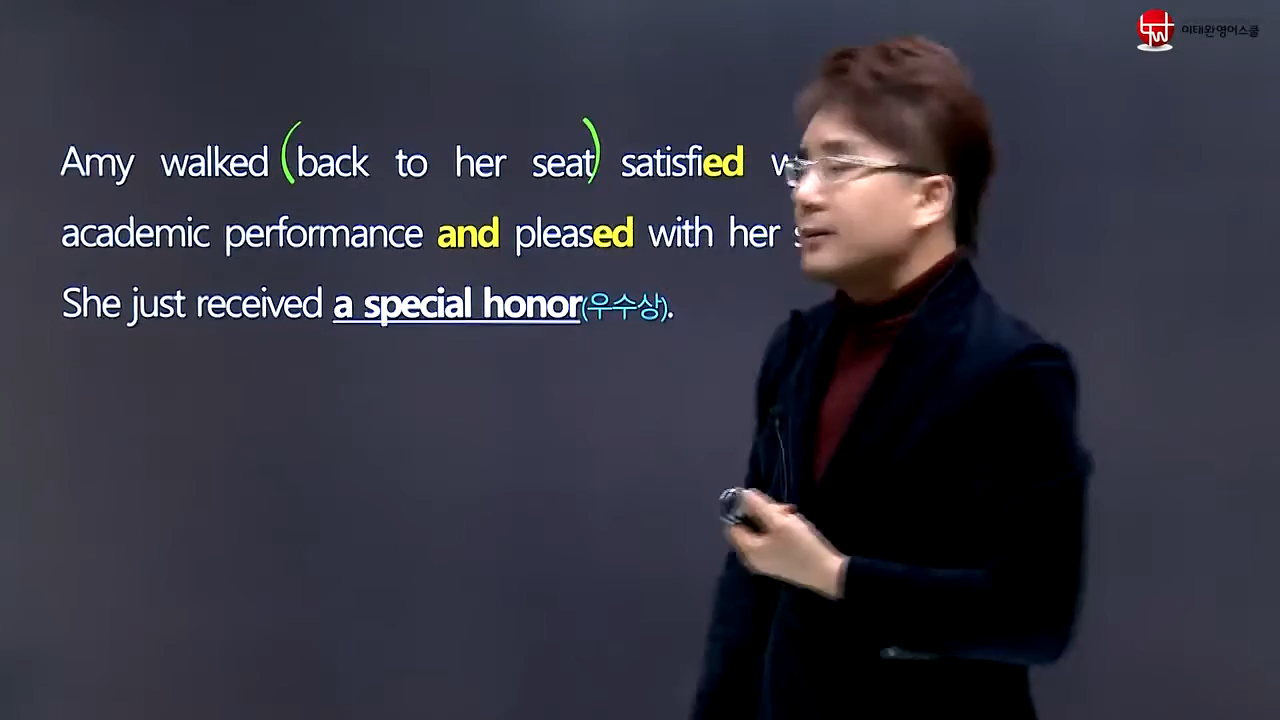 이태완영어스쿨
Amy walked (back to her seat) satisfied
academic performance and pleased with her
She just received a special honor(우수상).